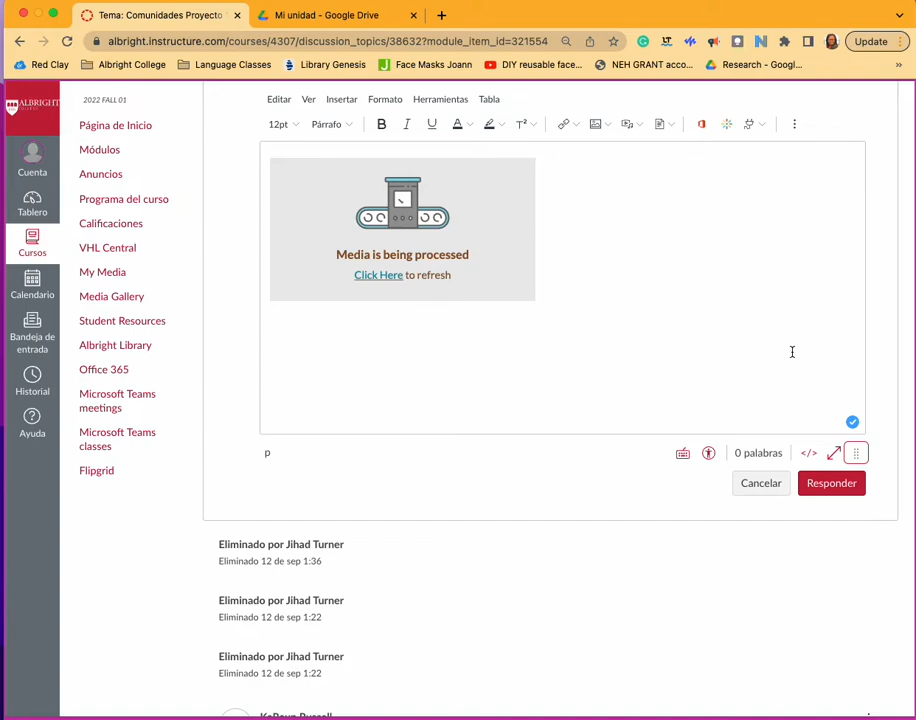 Tema: Comunidades Proyecto
Mi unidad - Google Drive
albright.instructure.com/courses/4307/discussion_topics/38632?module_item_id=321554
Update
Red Clay
Albright College
Language Classes
Library Genesis
Face Masks Joann
DIY reusable face...
NEH GRANT acco...
Research - Googl...
»
ALBRIGHT
COLLEGE
Cuenta
Tablero
Cursos
Calendario
Bandeja de
entrada
Historial
Ayuda
2022 FALL 01
Página de Inicio
Módulos
Anuncios
Programa del curso
Calificaciones
VHL Central
My Media
Media Gallery
Student Resources
Albright Library
Office 365
Microsoft Teams
meetings
Microsoft Teams
classes
Flipgrid
Editar Ver Insertar Formato Herramientas Tabla
12pt Párrafo B I U A T²
Media is being processed
Click Here to refresh
p
0 palabras </>
Cancelar Responder
Eliminado por Jihad Turner
Eliminado 12 de sep 1:36
Eliminado por Jihad Turner
Eliminado 12 de sep 1:22
Eliminado por Jihad Turner
Eliminado 12 de sep 1:22